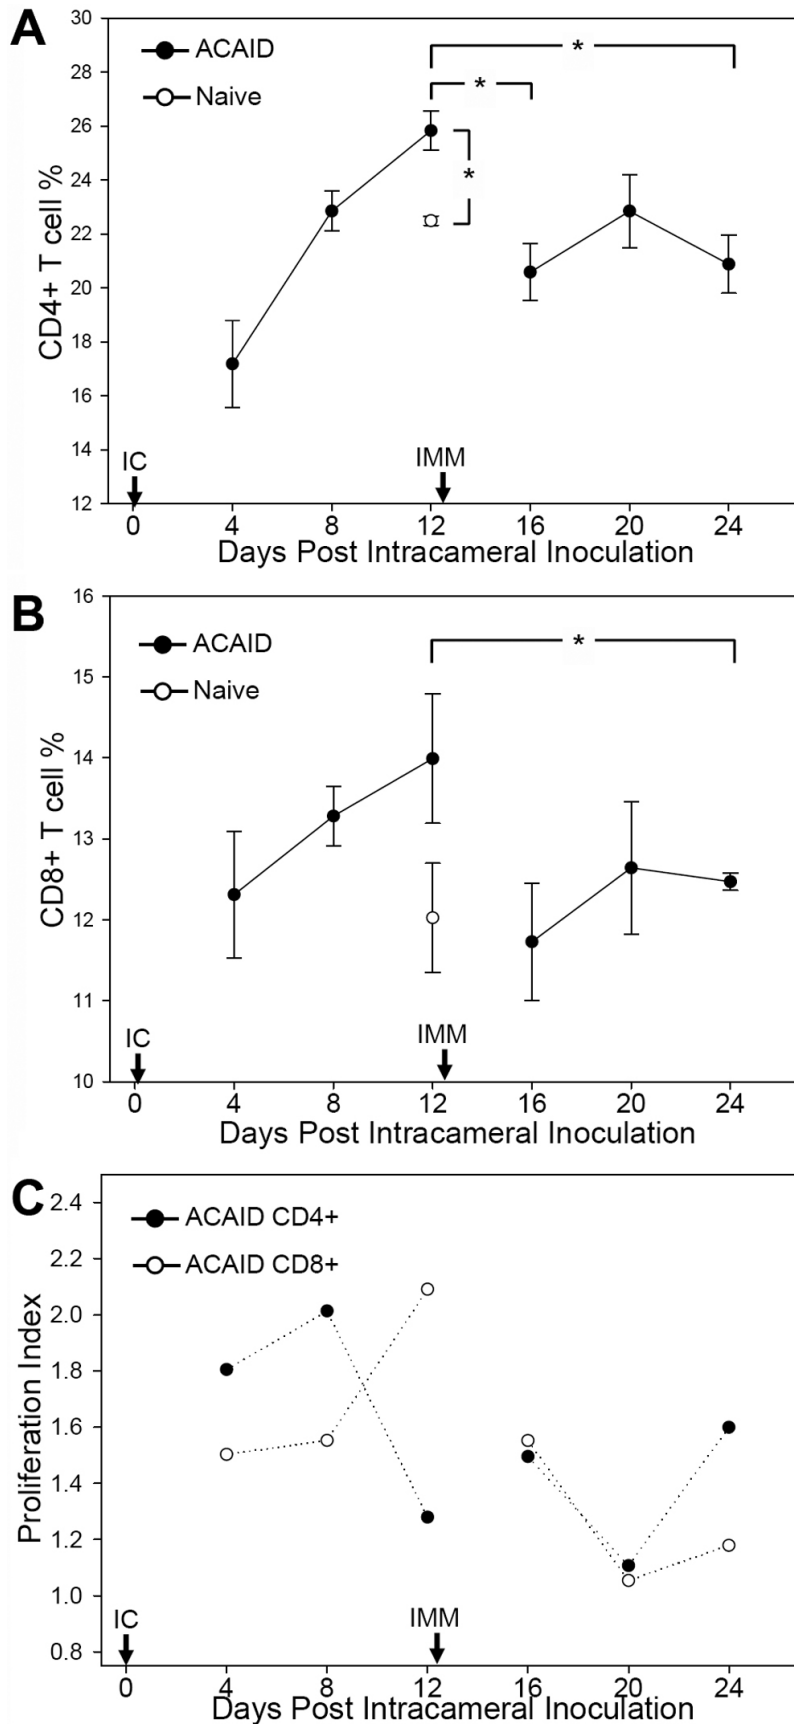 A
30
28
26
24
22
20
18
16
14
12
CD4+ T cell %
ACAID
Naive
*
*
*
IC
IMM
0 4 8 12 16 20 24
Days Post Intracameral Inoculation
B
16
15
14
13
12
11
10
CD8+ T cell %
ACAID
Naive
*
IC
IMM
0 4 8 12 16 20 24
Days Post Intracameral Inoculation
C
2.4
2.2
2.0
1.8
1.6
1.4
1.2
1.0
0.8
Proliferation Index
ACAID CD4+
ACAID CD8+
IC
IMM
0 4 8 12 16 20 24
Days Post Intracameral Inoculation